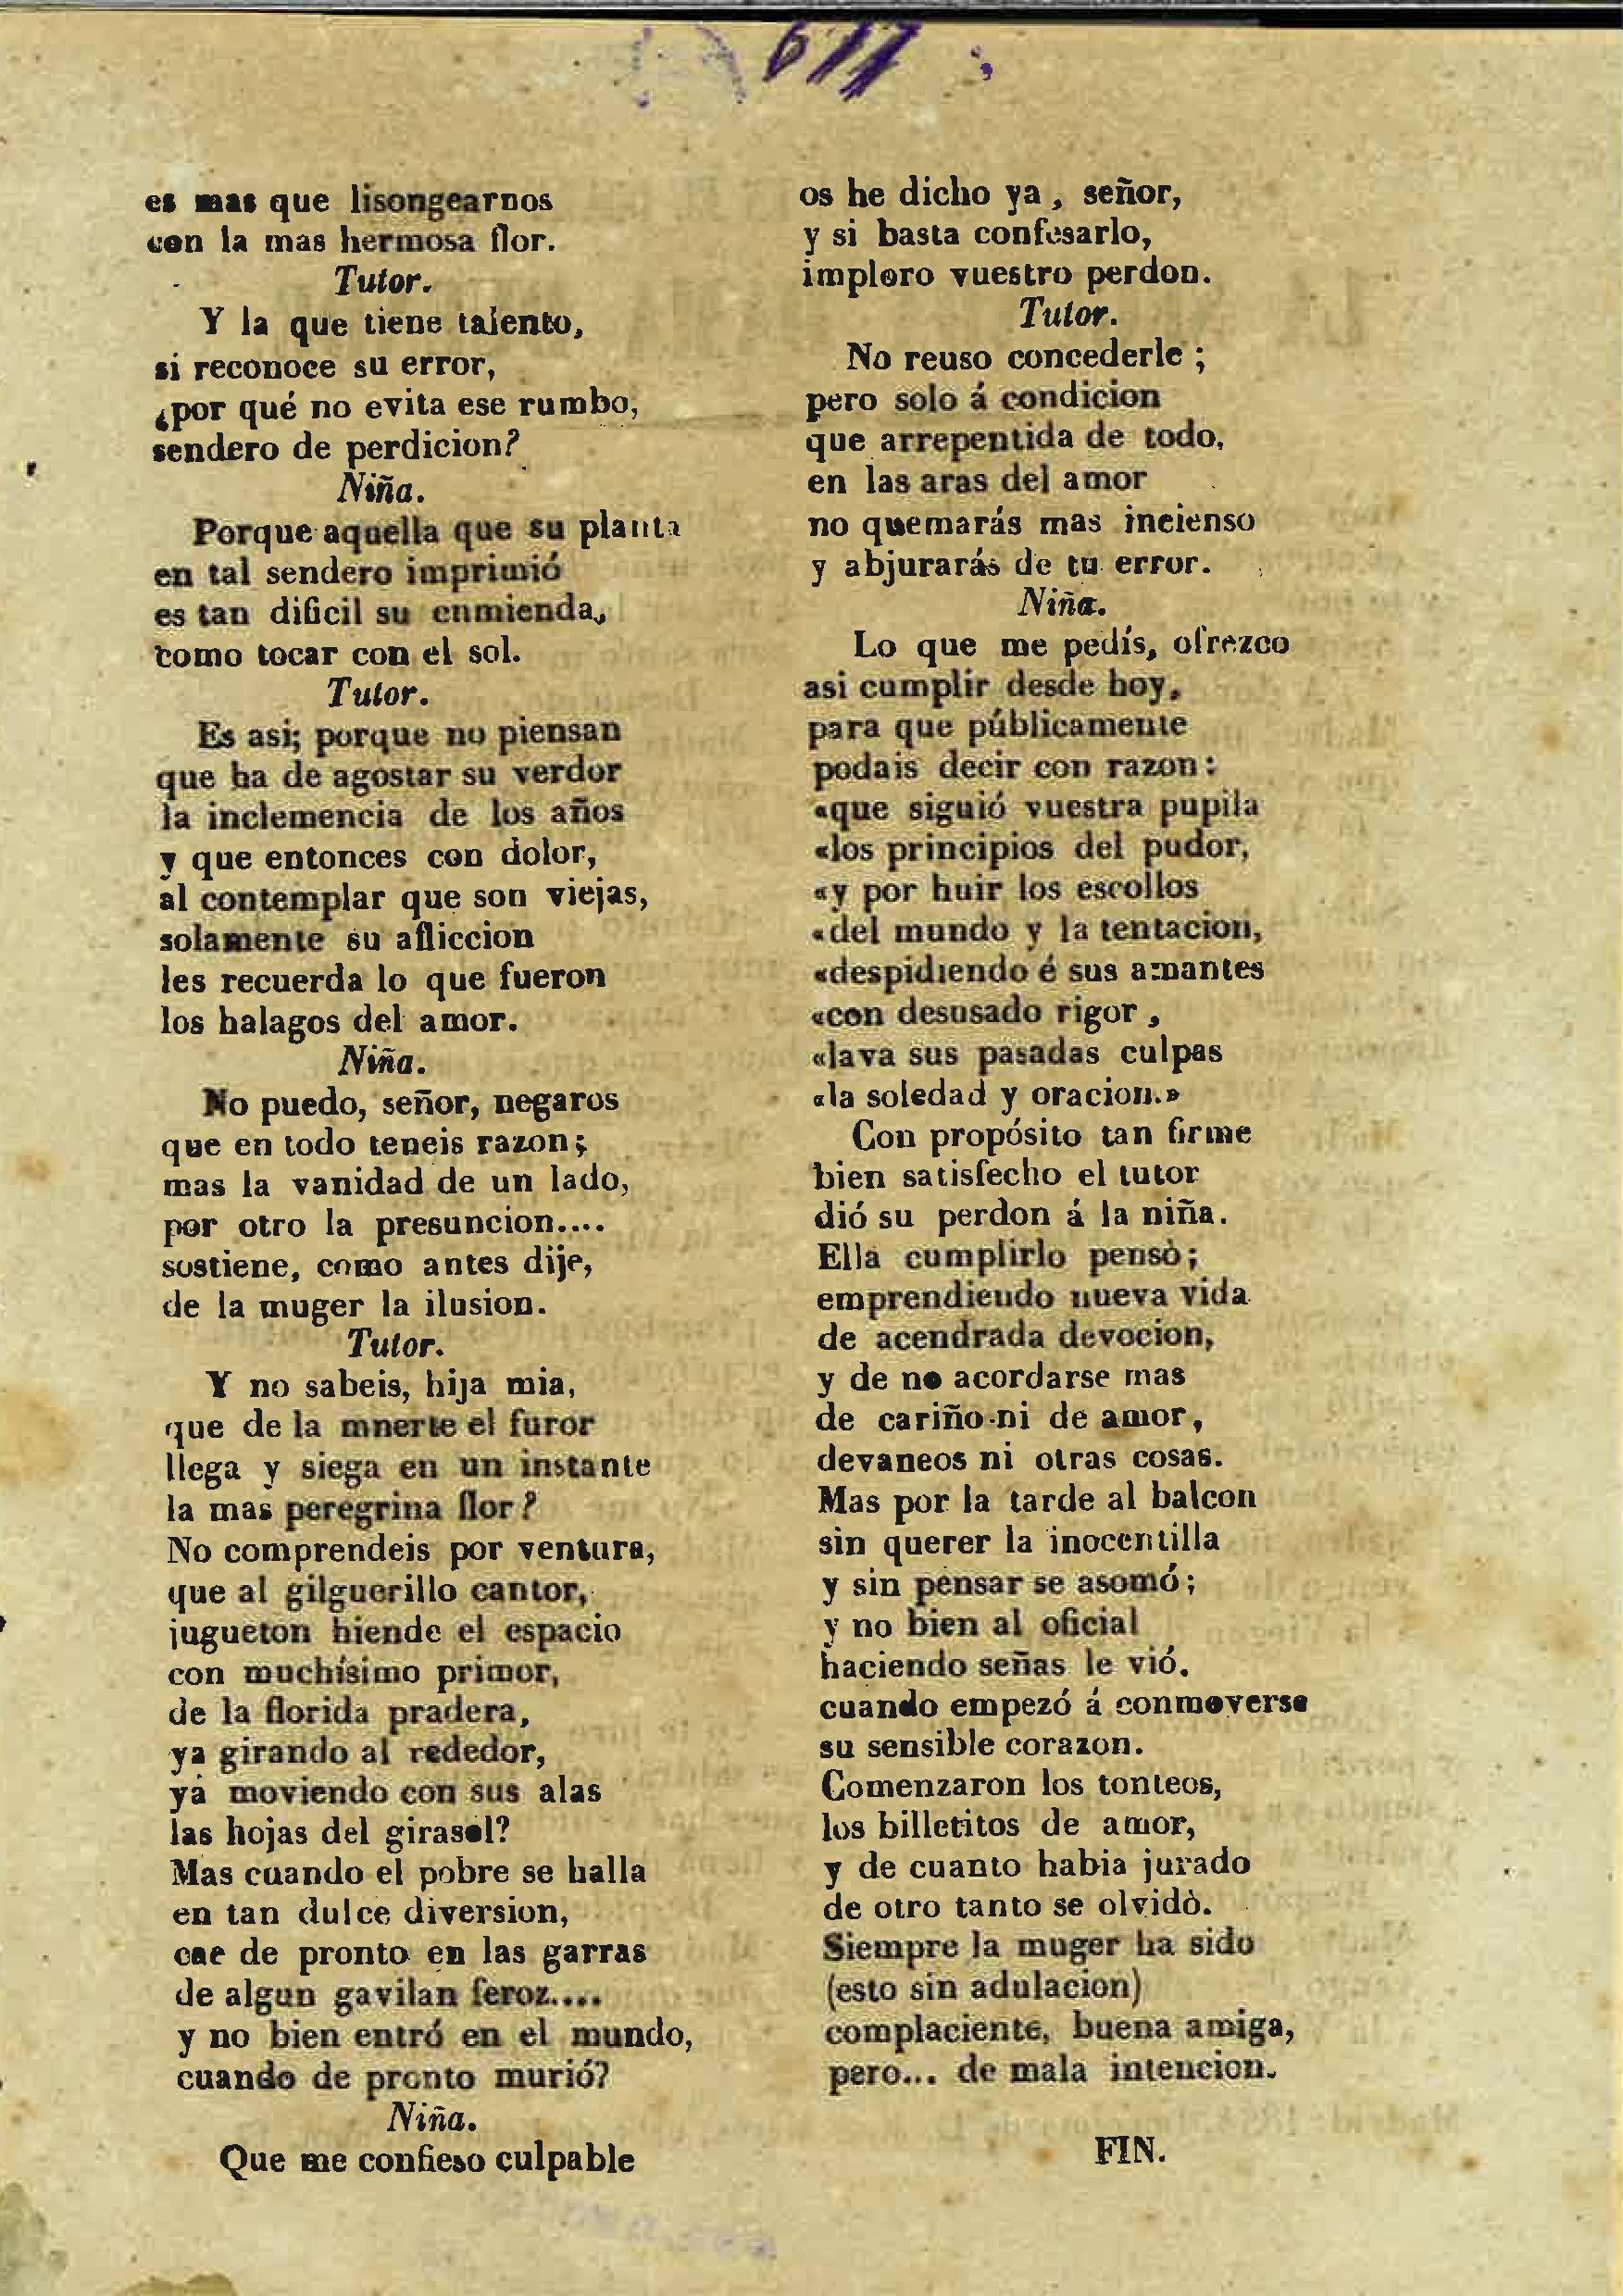 617
es mas que lisongearnos
con la mas hermosa flor.
Tutor.
Y la que tiene talento,
si reconoce su error,
¿por qué no evita ese rumbo,
sendero de perdicion?
Niña.
Porque aquella que su planta
en tal sendero imprimió
es tan dificil su enmienda,
como tocar con el sol.
Tutor.
Es asi; porque no piensan
que ha de agostar su verdor
la inclemencia de los años
y que entonces con dolor,
al contemplar que son viejas,
solamente su afliccion
les recuerda lo que fueron
los halagos del amor.
Niña.
No puedo, señor, negaros
que en todo teneis razon;
mas la vanidad de un lado,
por otro la presuncion....
sostiene, como antes dije,
de la muger la ilusion.
Tutor.
Y no sabeis, hija mia,
que de la mnerte el furor
llega y siega en un instante
la mas peregrina flor?
No comprendeis por ventura,
que al gilguerillo cantor,
jugueton hiende el espacio
con muchísimo primor,
de la florida pradera,
ya girando al rededor,
ya moviendo con sus alas
las hojas del girasol?
Mas cuando el pobre se halla
en tan dulce diversion,
cae de pronto en las garras
de algun gavilan feroz....
y no bien entró en el mundo,
cuando de pronto murió?
Niña.
Que me confieso culpable
os he dicho ya, señor,
y si basta confesarlo,
imploro vuestro perdon.
Tutor.
No reuso concederle;
pero solo á condicion
que arrepentida de todo,
en las aras del amor
no quemarás mas incienso
y abjurarás de tu error.
Niña.
Lo que me pedís, ofrezco
asi cumplir desde hoy,
para que públicamente
podais decir con razon:
«que siguió vuestra pupila
«los principios del pudor,
«y por huir los escollos
«del mundo y la tentacion,
«despidiendo é sus amantes
«con desusado rigor,
«lava sus pasadas culpas
«la soledad y oracion.»
Con propósito tan firme
bien satisfecho el tutor
dió su perdon á la niña.
Ella cumplirlo pensò;
emprendiendo nueva vida
de acendrada devocion,
y de no acordarse mas
de cariño ni de amor,
devaneos ni otras cosas.
Mas por la tarde al balcon
sin querer la inocentilla
y sin pensar se asomó;
y no bien al oficial
haciendo señas le vió,
cuando empezó á conmoverse
su sensible corazon.
Comenzaron los tonteos,
los billetitos de amor,
y de cuanto habia jurado
de otro tanto se olvidò.
Siempre la muger ha sido
(esto sin adulacion)
complaciente, buena amiga,
pero... de mala intencion.
FIN.